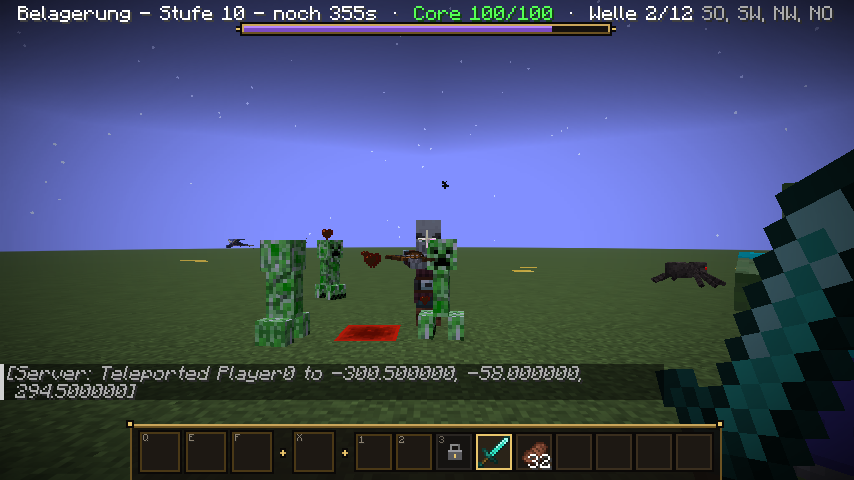 Belagerung – Stufe 10 – noch 355s · Core 100/100 · Welle 2/12 SO, SW, NW, NO
[Server: Teleported Player0 to -300.500000, -58.000000,
294.500000]
Q E F X 1 2 3
32